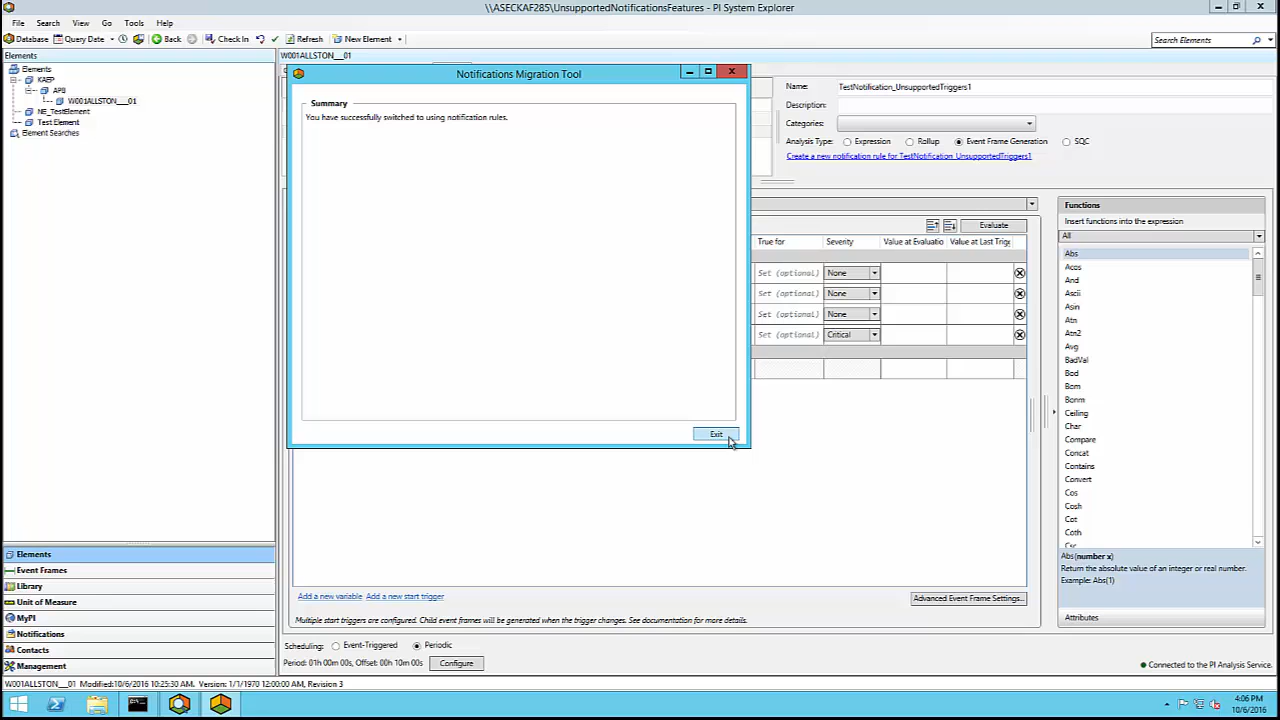 \\ASECKAF285\UnsupportedNotificationsFeatures - PI System Explorer
File Search View Go Tools Help
Database Query Date Back Check In Refresh New Element
Search Elements
Elements
W001ALLSTON___01
Elements
KAEP
APB
W001ALLSTON___01
NE_TestElement
Test Element
Element Searches
Notifications Migration Tool
Summary
You have successfully switched to using notification rules.
Exit
Name: TestNotification_UnsupportedTriggers1
Description:
Categories:
Analysis Type: Expression Rollup Event Frame Generation SQC
Create a new notification rule for TestNotification_UnsupportedTriggers1
Evaluate
True for Severity Value at Evaluatio Value at Last Trig
Set (optional) None
Set (optional) None
Set (optional) None
Set (optional) Critical
Functions
Insert functions into the expression
All
Abs
Acos
And
Ascii
Asin
Atn
Atn2
Avg
BadVal
Bod
Bom
Bonm
Ceiling
Char
Compare
Concat
Contains
Convert
Cos
Cosh
Cot
Coth
Csc
Abs(number x)
Return the absolute value of an integer or real number.
Example: Abs(1)
Attributes
Add a new variable Add a new start trigger
Advanced Event Frame Settings...
Multiple start triggers are configured. Child event frames will be generated when the trigger changes. See documentation for more details.
Scheduling: Event-Triggered Periodic
Period: 01h 00m 00s, Offset: 00h 10m 00s Configure
Connected to the PI Analysis Service.
Elements
Event Frames
Library
Unit of Measure
MyPI
Notifications
Contacts
Management
W001ALLSTON___01 Modified:10/6/2016 10:25:30 AM, Version: 1/1/1970 12:00:00 AM, Revision 3
4:06 PM
10/6/2016